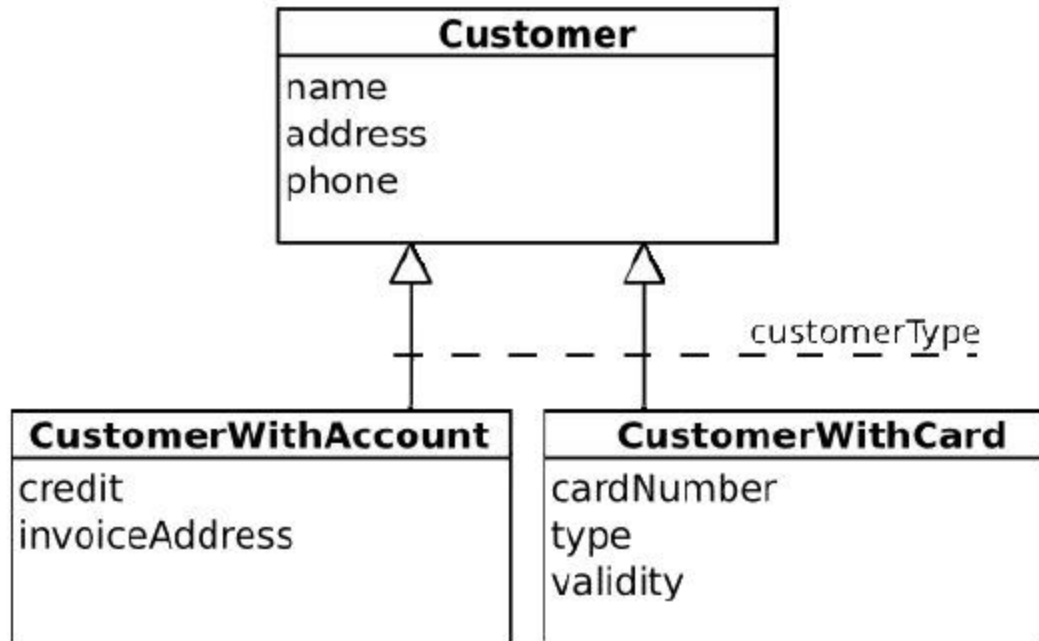 Customer
name
address
phone
customerType
CustomerWithAccount
credit
invoiceAddress
CustomerWithCard
cardNumber
type
validity